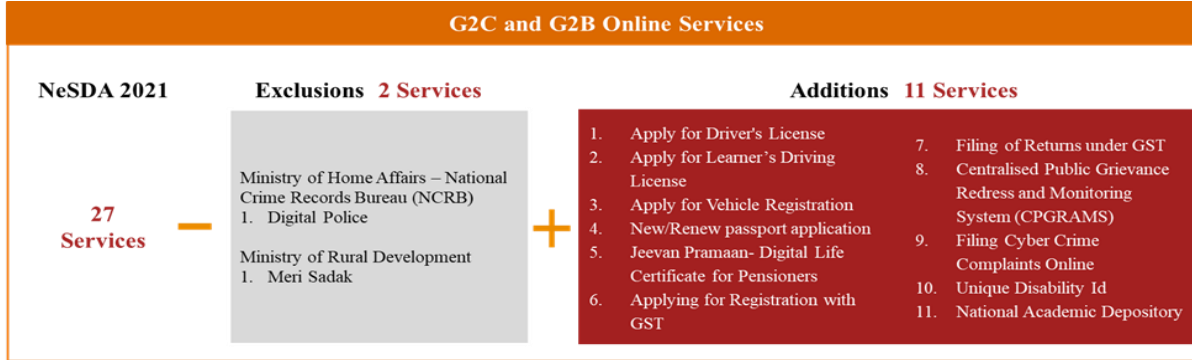 G2C and G2B Online Services
NeSDA 2021
27
Services
Exclusions 2 Services
Ministry of Home Affairs – National
Crime Records Bureau (NCRB)
1. Digital Police
Ministry of Rural Development
1. Meri Sadak
Additions 11 Services
1. Apply for Driver's License
2. Apply for Learner’s Driving
License
3. Apply for Vehicle Registration
4. New/Renew passport application
5. Jeevan Pramaan- Digital Life
Certificate for Pensioners
6. Applying for Registration with
GST
7. Filing of Returns under GST
8. Centralised Public Grievance
Redress and Monitoring
System (CPGRAMS)
9. Filing Cyber Crime
Complaints Online
10. Unique Disability Id
11. National Academic Depository